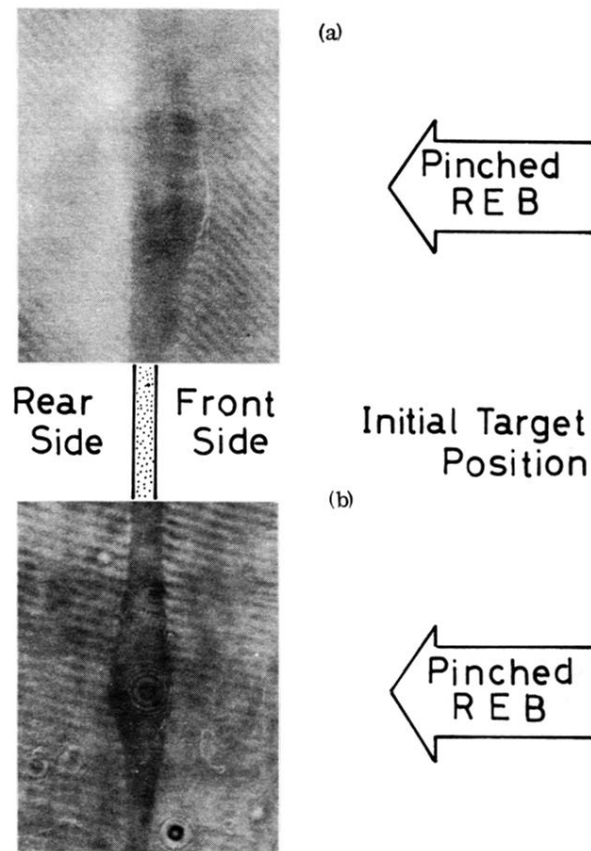 (a)
Pinched
REB
Rear
Side
Front
Side
Initial Target
Position
(b)
Pinched
REB